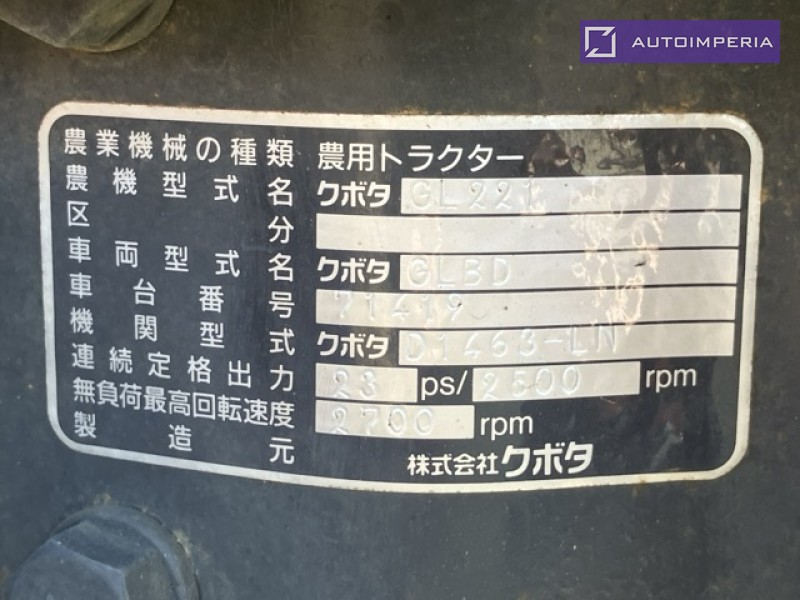 AUTOIMPERIA
農業機械の種類 農用トラクター
農機型式名 クボタ GL221
区分
車両型式名 クボタ GLBD
車台番号 71419
機関型式 クボタ D1463-LN
連続定格出力 23 ps/2500 rpm
無負荷最高回転速度 2700 rpm
製造元 株式会社クボタ